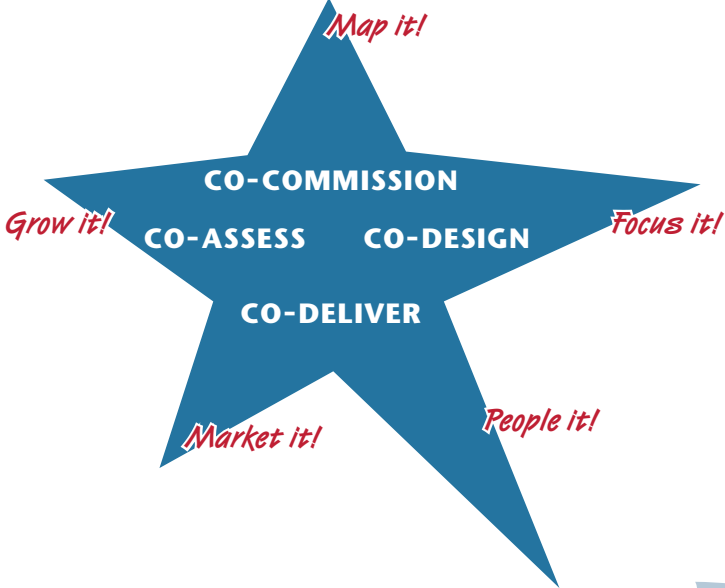 Map it!
CO-COMMISSION
Grow it!
Focus it!
CO-ASSESS
CO-DESIGN
CO-DELIVER
People it!
Market it!